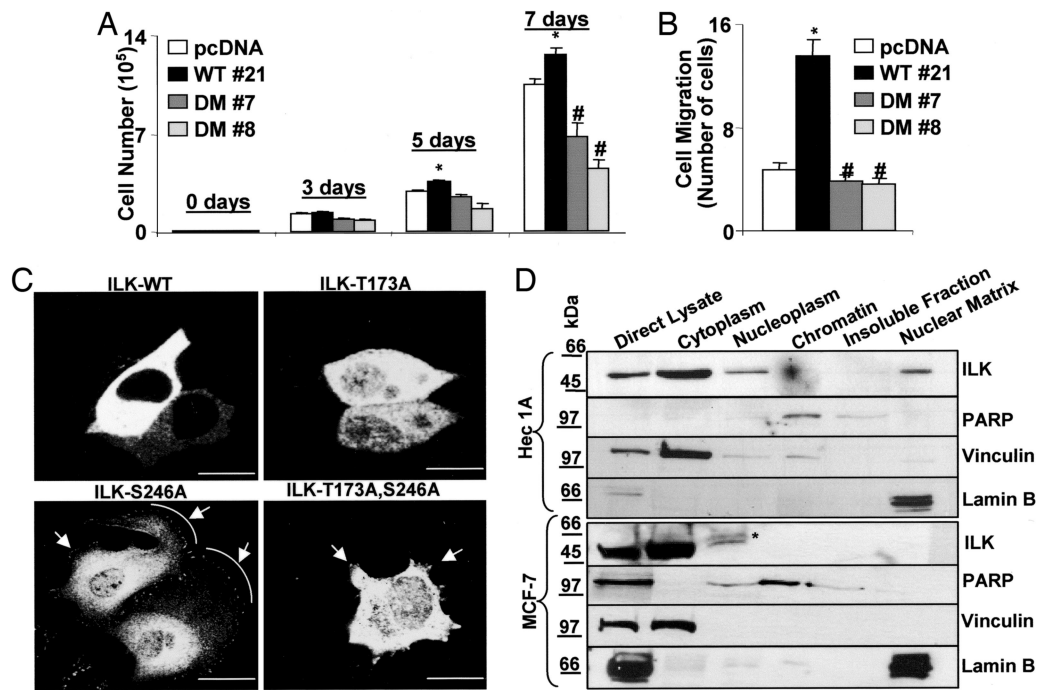 A
Cell Number (10⁵)
14
7
0
pcDNA
WT #21
DM #7
DM #8
0 days
3 days
5 days
*
7 days
*
#
#
B
Cell Migration
(Number of cells)
16
8
0
*
#
#
pcDNA
WT #21
DM #7
DM #8
C
ILK-WT
ILK-T173A
ILK-S246A
ILK-T173A,S246A
D
kDa
Direct Lysate
Cytoplasm
Nucleoplasm
Chromatin
Insoluble Fraction
Nuclear Matrix
Hec 1A
66
45
ILK
97
PARP
97
Vinculin
66
Lamin B
MCF-7
66
45
*
ILK
97
PARP
97
Vinculin
66
Lamin B